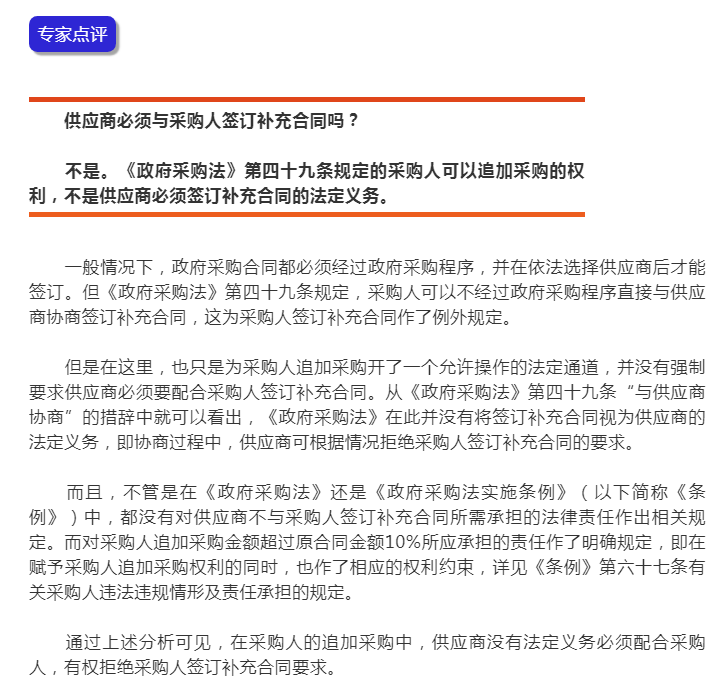 专家点评
供应商必须与采购人签订补充合同吗？
不是。《政府采购法》第四十九条规定的采购人可以追加采购的权
利，不是供应商必须签订补充合同的法定义务。
一般情况下，政府采购合同都必须经过政府采购程序，并在依法选择供应商后才能
签订。但《政府采购法》第四十九条规定，采购人可以不经过政府采购程序直接与供应
商协商签订补充合同，这为采购人签订补充合同作了例外规定。
但是在这里，也只是为采购人追加采购开了一个允许操作的法定通道，并没有强制
要求供应商必须要配合采购人签订补充合同。从《政府采购法》第四十九条“与供应商
协商”的措辞中就可以看出，《政府采购法》在此并没有将签订补充合同视为供应商的
法定义务，即协商过程中，供应商可根据情况拒绝采购人签订补充合同的要求。
而且，不管是在《政府采购法》还是《政府采购法实施条例》（以下简称《条
例》）中，都没有对供应商不与采购人签订补充合同所需承担的法律责任作出相关规
定。而对采购人追加采购金额超过原合同金额10%所应承担的责任作了明确规定，即在
赋予采购人追加采购权利的同时，也作了相应的权利约束，详见《条例》第六十七条有
关采购人违法违规情形及责任承担的规定。
通过上述分析可见，在采购人的追加采购中，供应商没有法定义务必须配合采购
人，有权拒绝采购人签订补充合同要求。